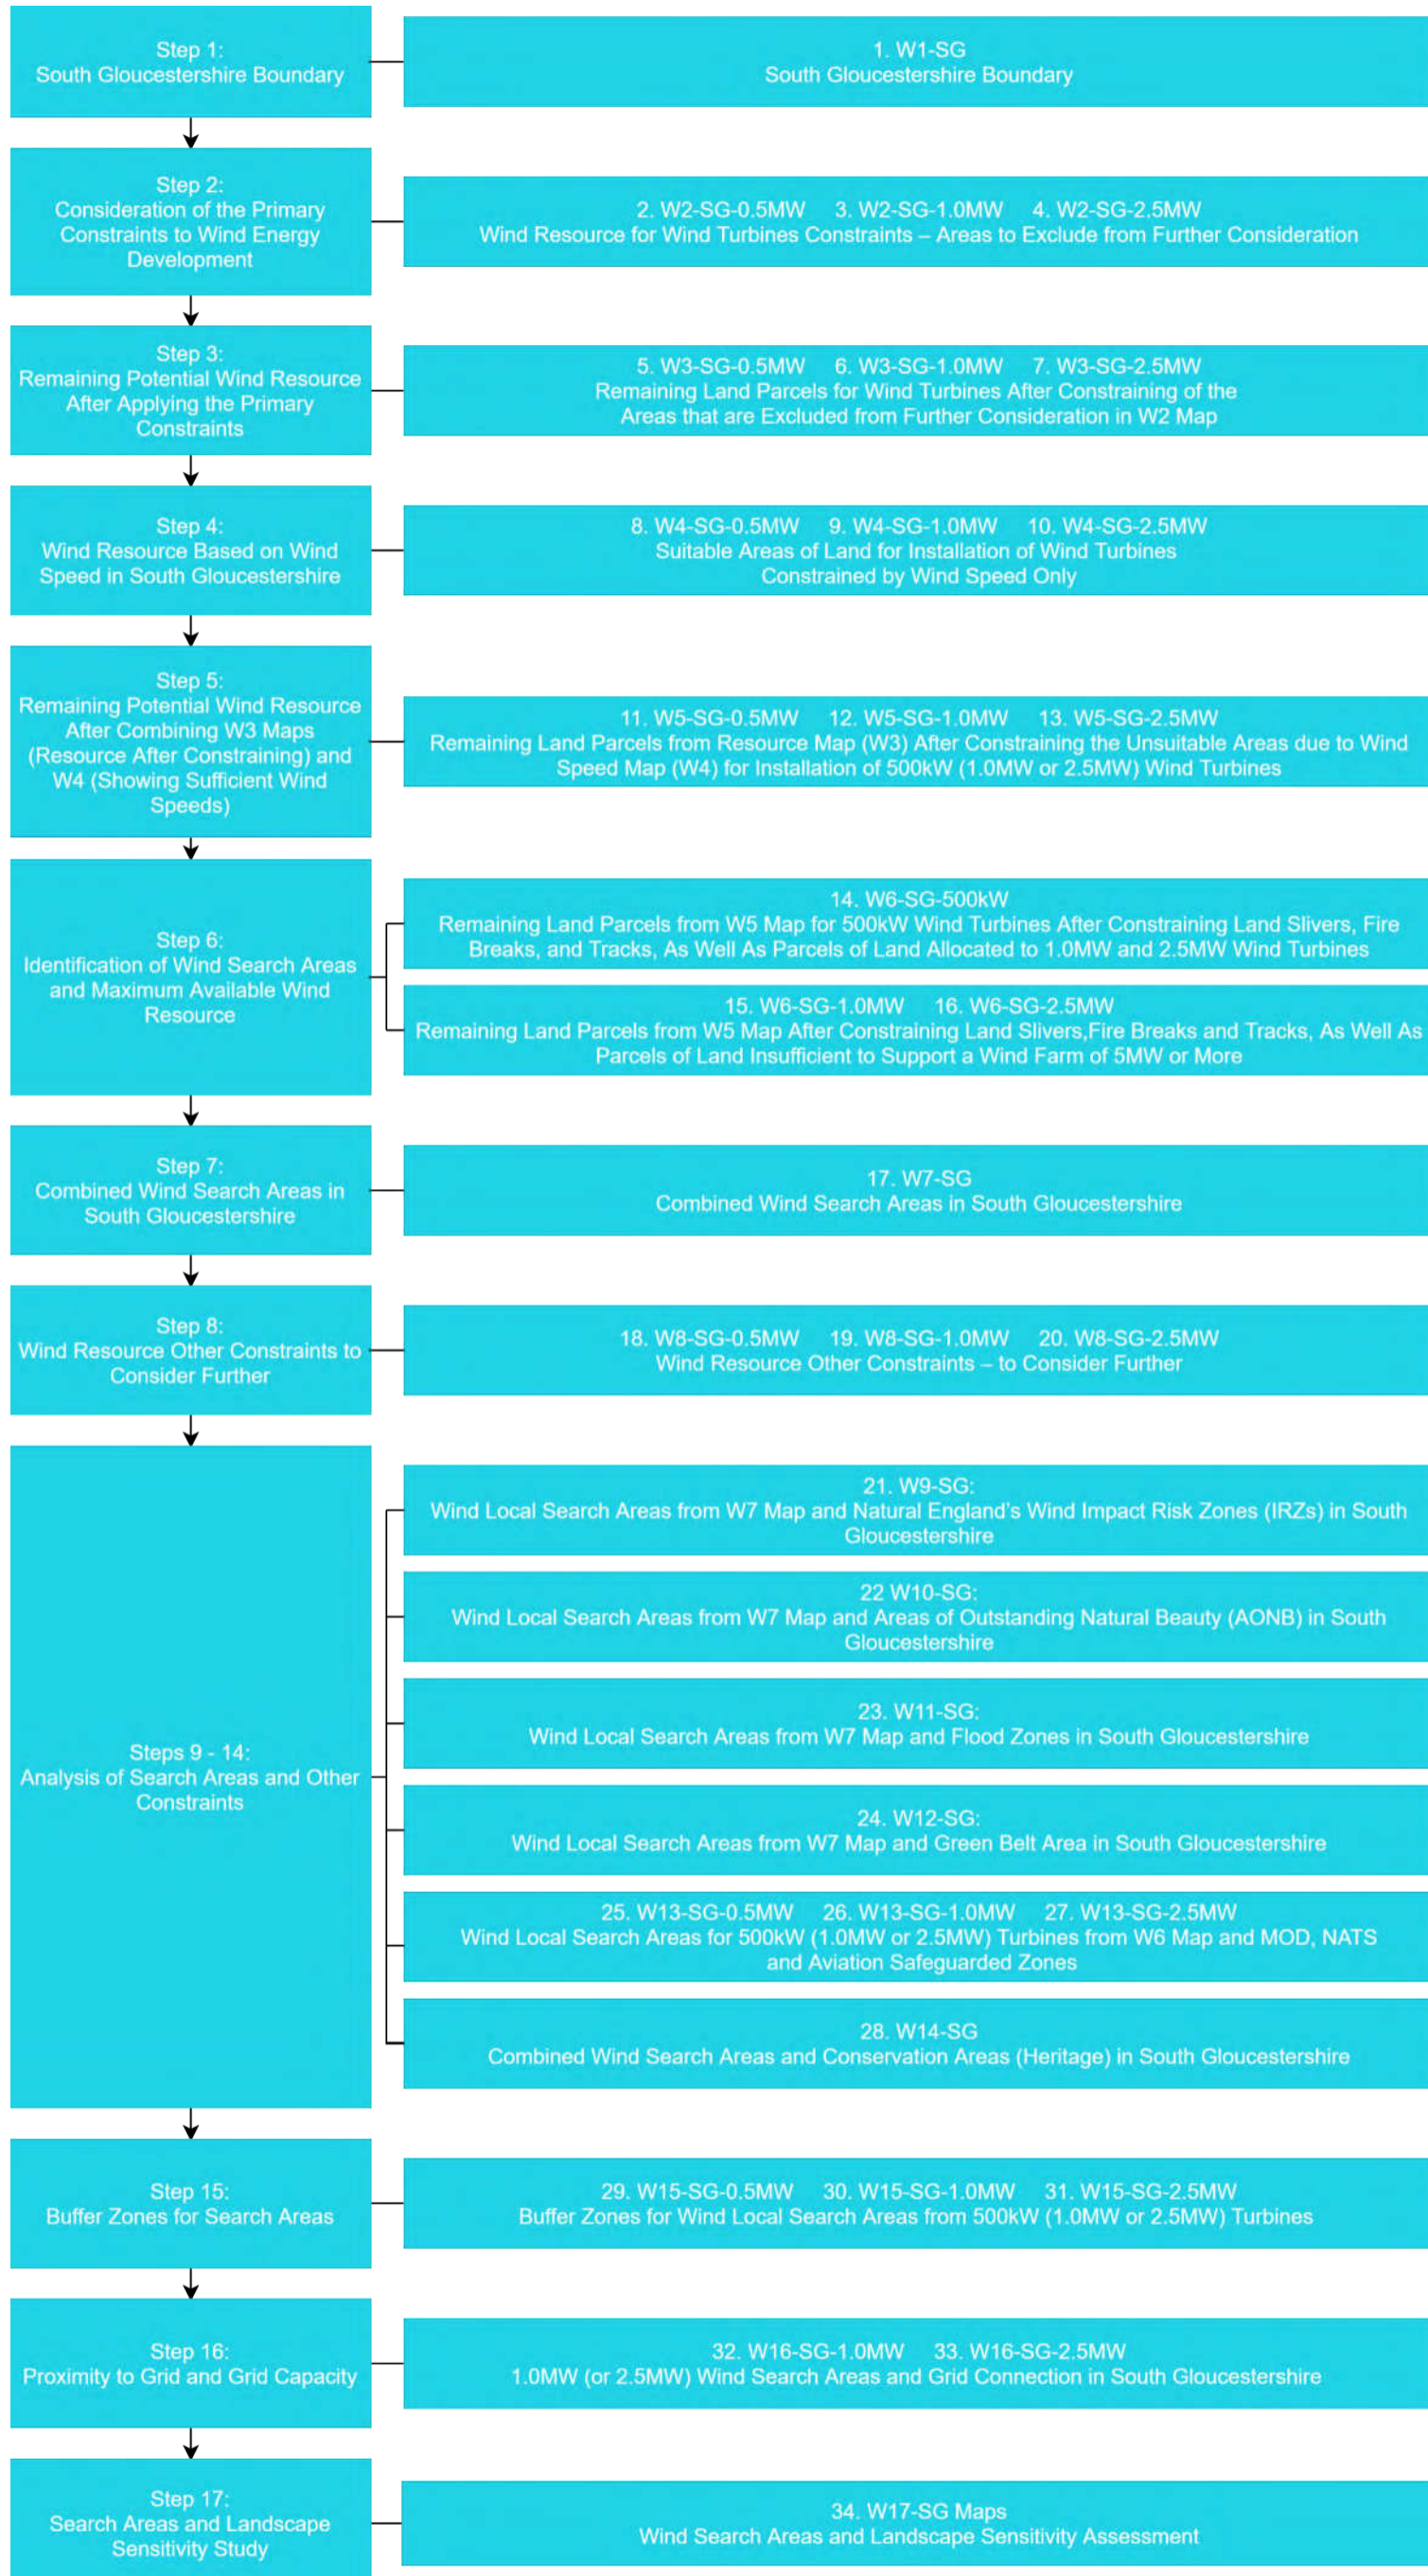 Step 1:
South Gloucestershire Boundary
1. W1-SG
South Gloucestershire Boundary
Step 2:
Consideration of the Primary
Constraints to Wind Energy
Development
2. W2-SG-0.5MW 3. W2-SG-1.0MW 4. W2-SG-2.5MW
Wind Resource for Wind Turbines Constraints – Areas to Exclude from Further Consideration
Step 3:
Remaining Potential Wind Resource
After Applying the Primary
Constraints
5. W3-SG-0.5MW 6. W3-SG-1.0MW 7. W3-SG-2.5MW
Remaining Land Parcels for Wind Turbines After Constraining of the
Areas that are Excluded from Further Consideration in W2 Map
Step 4:
Wind Resource Based on Wind
Speed in South Gloucestershire
8. W4-SG-0.5MW 9. W4-SG-1.0MW 10. W4-SG-2.5MW
Suitable Areas of Land for Installation of Wind Turbines
Constrained by Wind Speed Only
Step 5:
Remaining Potential Wind Resource
After Combining W3 Maps
(Resource After Constraining) and
W4 (Showing Sufficient Wind
Speeds)
11. W5-SG-0.5MW 12. W5-SG-1.0MW 13. W5-SG-2.5MW
Remaining Land Parcels from Resource Map (W3) After Constraining the Unsuitable Areas due to Wind
Speed Map (W4) for Installation of 500kW (1.0MW or 2.5MW) Wind Turbines
Step 6:
Identification of Wind Search Areas
and Maximum Available Wind
Resource
14. W6-SG-500kW
Remaining Land Parcels from W5 Map for 500kW Wind Turbines After Constraining Land Slivers, Fire
Breaks, and Tracks, As Well As Parcels of Land Allocated to 1.0MW and 2.5MW Wind Turbines
15. W6-SG-1.0MW 16. W6-SG-2.5MW
Remaining Land Parcels from W5 Map After Constraining Land Slivers,Fire Breaks and Tracks, As Well As
Parcels of Land Insufficient to Support a Wind Farm of 5MW or More
Step 7:
Combined Wind Search Areas in
South Gloucestershire
17. W7-SG
Combined Wind Search Areas in South Gloucestershire
Step 8:
Wind Resource Other Constraints to
Consider Further
18. W8-SG-0.5MW 19. W8-SG-1.0MW 20. W8-SG-2.5MW
Wind Resource Other Constraints – to Consider Further
Steps 9 - 14:
Analysis of Search Areas and Other
Constraints
21. W9-SG:
Wind Local Search Areas from W7 Map and Natural England's Wind Impact Risk Zones (IRZs) in South
Gloucestershire
22 W10-SG:
Wind Local Search Areas from W7 Map and Areas of Outstanding Natural Beauty (AONB) in South
Gloucestershire
23. W11-SG:
Wind Local Search Areas from W7 Map and Flood Zones in South Gloucestershire
24. W12-SG:
Wind Local Search Areas from W7 Map and Green Belt Area in South Gloucestershire
25. W13-SG-0.5MW 26. W13-SG-1.0MW 27. W13-SG-2.5MW
Wind Local Search Areas for 500kW (1.0MW or 2.5MW) Turbines from W6 Map and MOD, NATS
and Aviation Safeguarded Zones
28. W14-SG
Combined Wind Search Areas and Conservation Areas (Heritage) in South Gloucestershire
Step 15:
Buffer Zones for Search Areas
29. W15-SG-0.5MW 30. W15-SG-1.0MW 31. W15-SG-2.5MW
Buffer Zones for Wind Local Search Areas from 500kW (1.0MW or 2.5MW) Turbines
Step 16:
Proximity to Grid and Grid Capacity
32. W16-SG-1.0MW 33. W16-SG-2.5MW
1.0MW (or 2.5MW) Wind Search Areas and Grid Connection in South Gloucestershire
Step 17:
Search Areas and Landscape
Sensitivity Study
34. W17-SG Maps
Wind Search Areas and Landscape Sensitivity Assessment